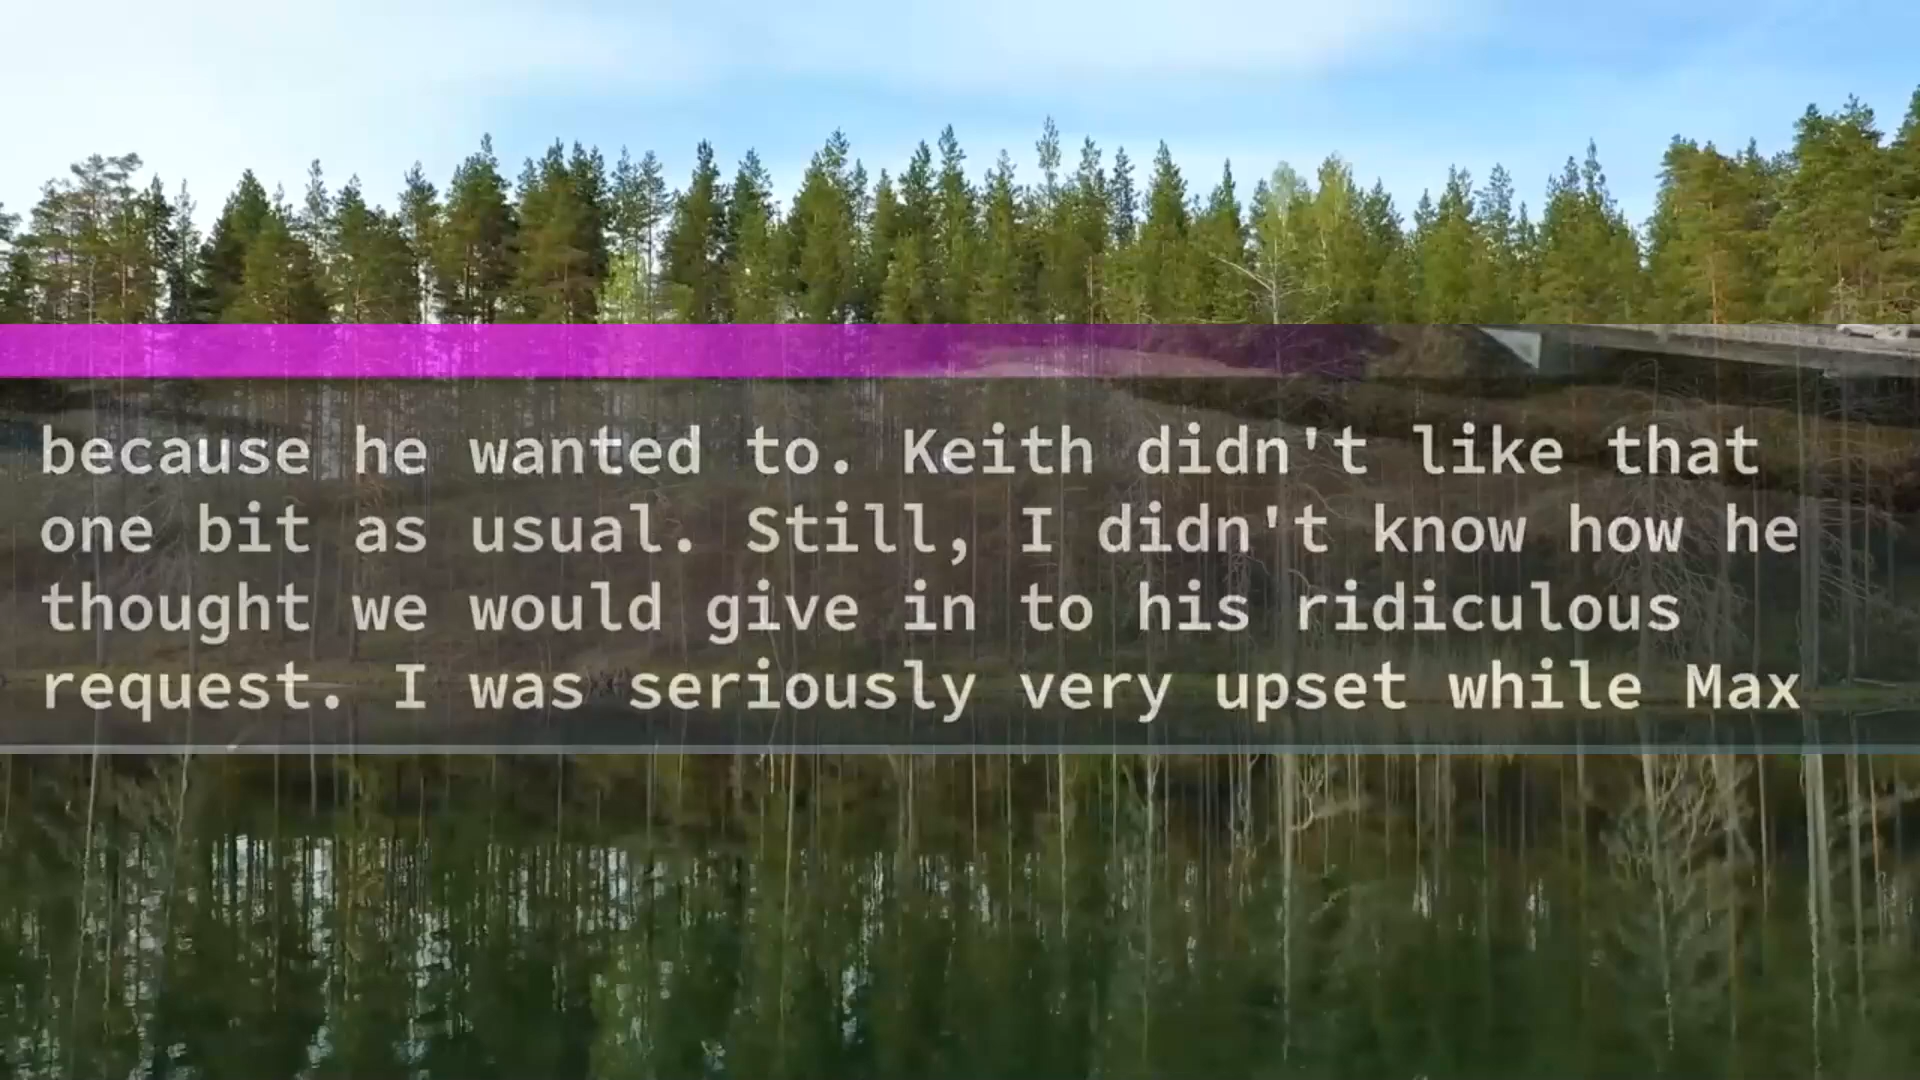 because he wanted to. Keith didn't like that
one bit as usual. Still, I didn't know how he
thought we would give in to his ridiculous
request. I was seriously very upset while Max